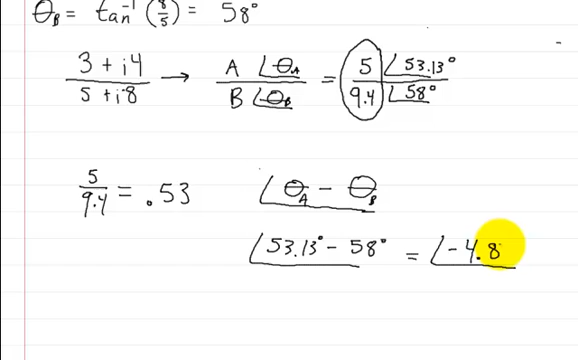 θ_B = tan⁻¹ (8/5) = 58°
(3 + i4)/(5 + i8) → (A ∠θ_A)/(B ∠θ_B) = (5 ∠53.13°)/(9.4 ∠58°)
5/9.4 = .53 ∠θ_A − θ_B
∠53.13° − 58° = ∠−4.8